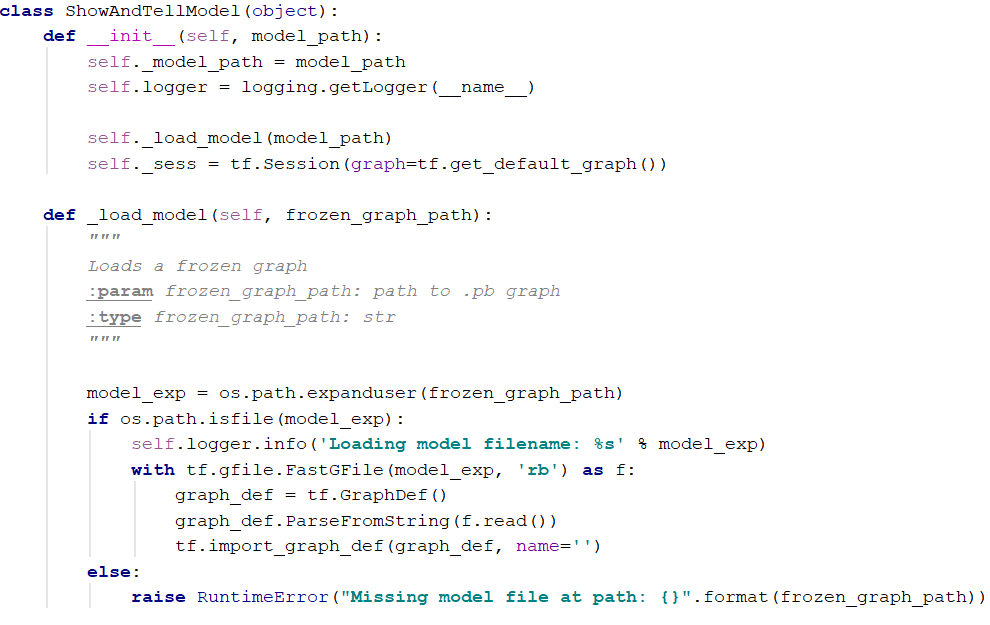 class ShowAndTellModel(object):
    def __init__(self, model_path):
        self._model_path = model_path
        self.logger = logging.getLogger(__name__)

        self._load_model(model_path)
        self._sess = tf.Session(graph=tf.get_default_graph())

    def _load_model(self, frozen_graph_path):
        """
        Loads a frozen graph
        :param frozen_graph_path: path to .pb graph
        :type frozen_graph_path: str
        """

        model_exp = os.path.expanduser(frozen_graph_path)
        if os.path.isfile(model_exp):
            self.logger.info('Loading model filename: %s' % model_exp)
            with tf.gfile.FastGFile(model_exp, 'rb') as f:
                graph_def = tf.GraphDef()
                graph_def.ParseFromString(f.read())
                tf.import_graph_def(graph_def, name='')
        else:
            raise RuntimeError("Missing model file at path: {}".format(frozen_graph_path))